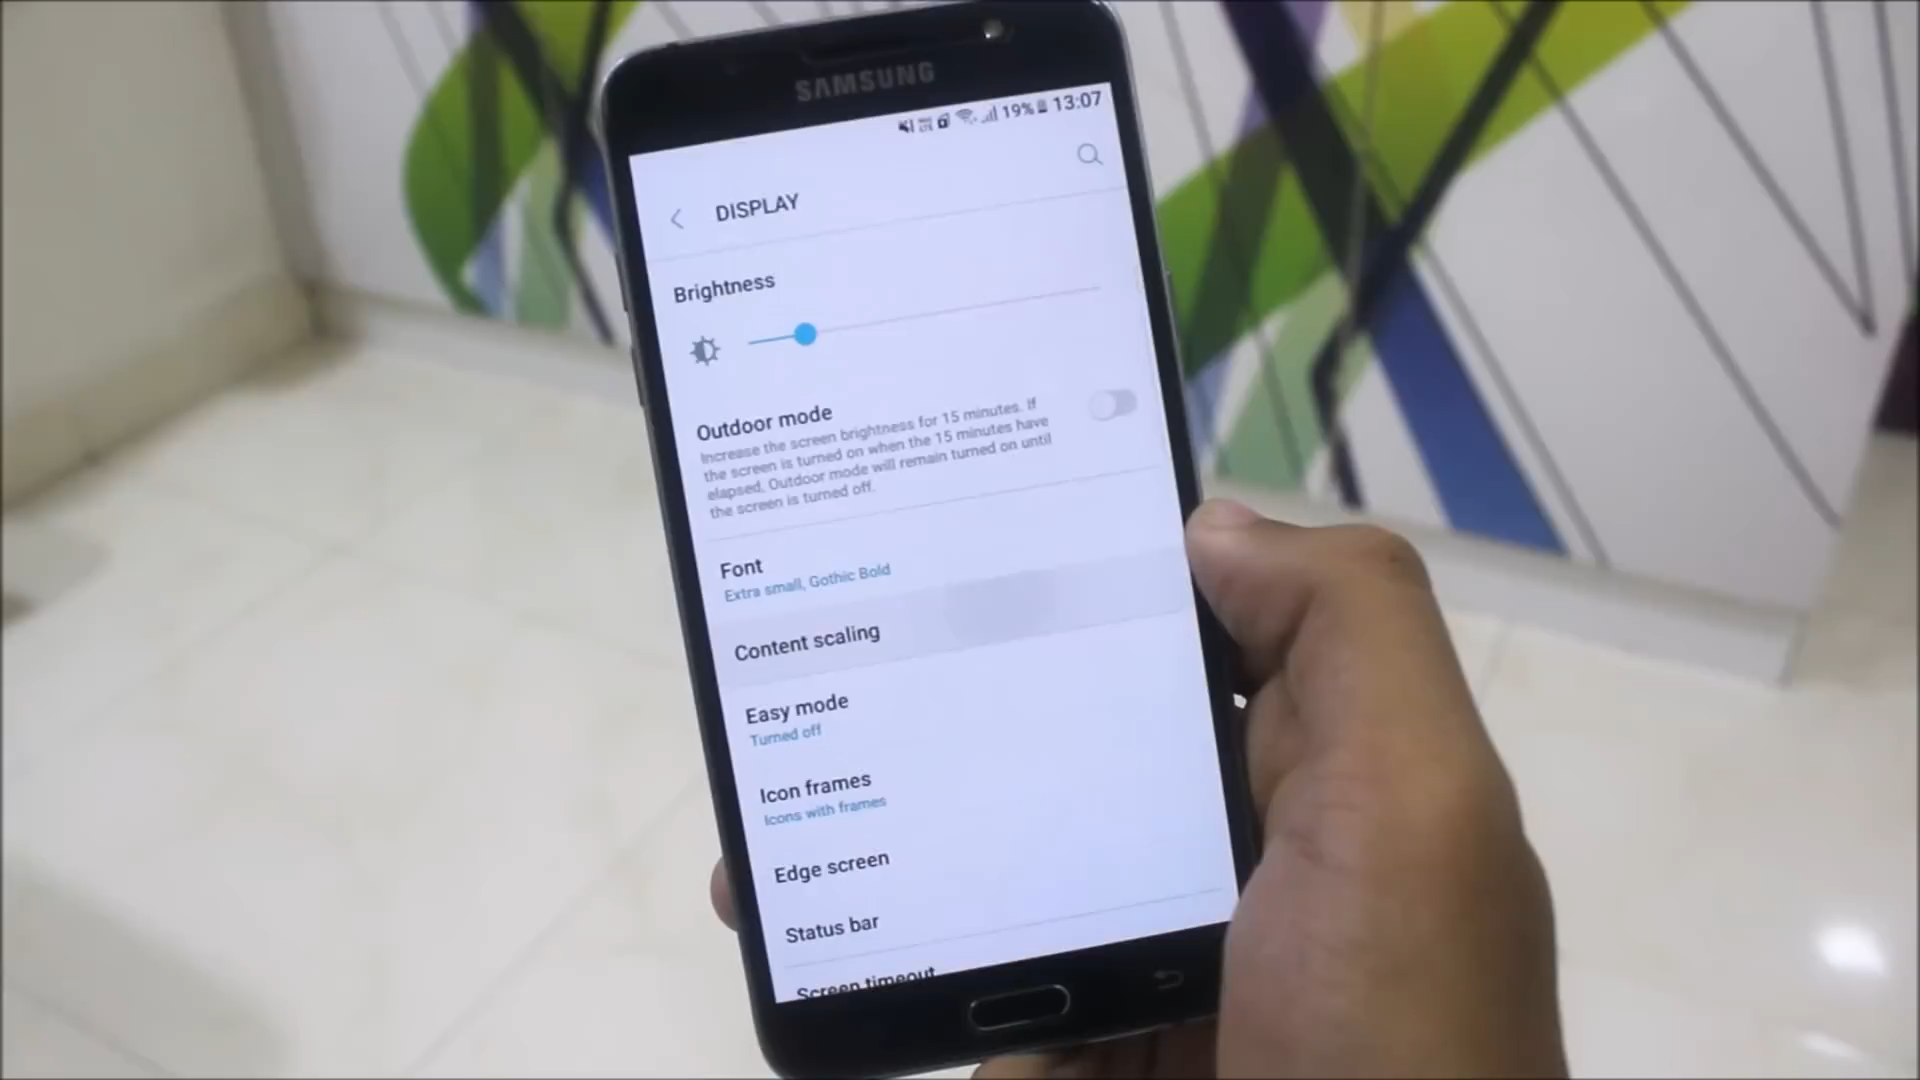 SAMSUNG
19% 13:07
DISPLAY
Brightness
Outdoor mode
Increase the screen brightness for 15 minutes. If
the screen is turned on when the 15 minutes have
elapsed, Outdoor mode will remain turned on until
the screen is turned off.
Font
Extra small, Gothic Bold
Content scaling
Easy mode
Turned off
Icon frames
Icons with frames
Edge screen
Status bar
Screen timeout